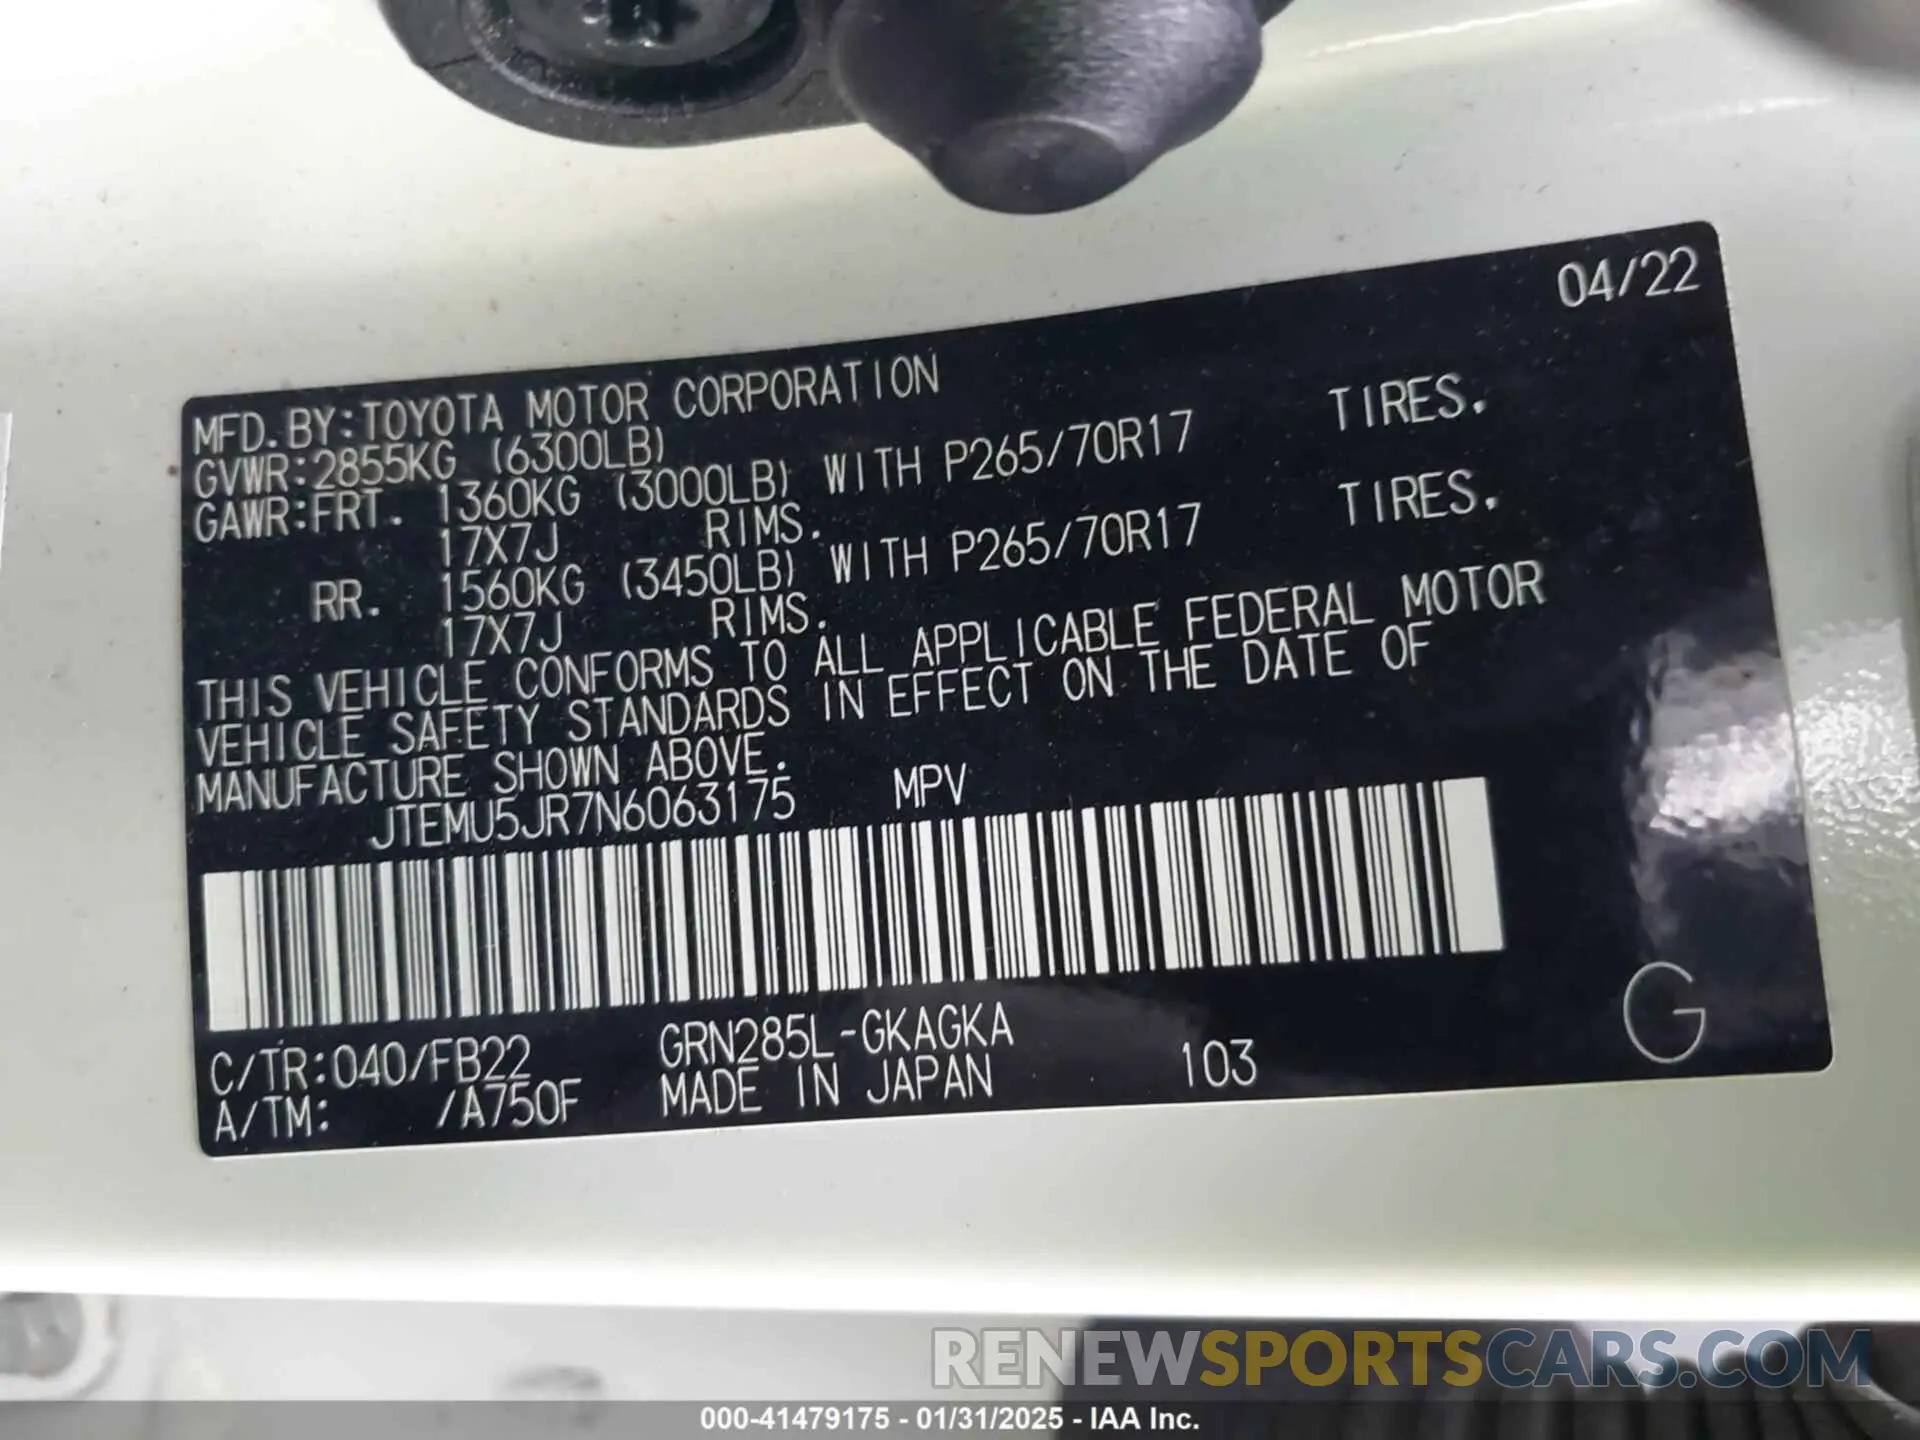 04/22
MFD.BY:TOYOTA MOTOR CORPORATION
GVWR:2855KG (6300LB)
GAWR:FRT. 1360KG (3000LB) WITH P265/70R17 TIRES.
17X7J RIMS.
RR. 1560KG (3450LB) WITH P265/70R17 TIRES.
17X7J RIMS.
THIS VEHICLE CONFORMS TO ALL APPLICABLE FEDERAL MOTOR
VEHICLE SAFETY STANDARDS IN EFFECT ON THE DATE OF
MANUFACTURE SHOWN ABOVE.
JTEMU5JR7N6063175 MPV
C/TR:040/FB22 GRN285L-GKAGKA
A/TM: /A750F MADE IN JAPAN 103
G
RENEWSPORTSCARS.COM
000-41479175 - 01/31/2025 - IAA Inc.